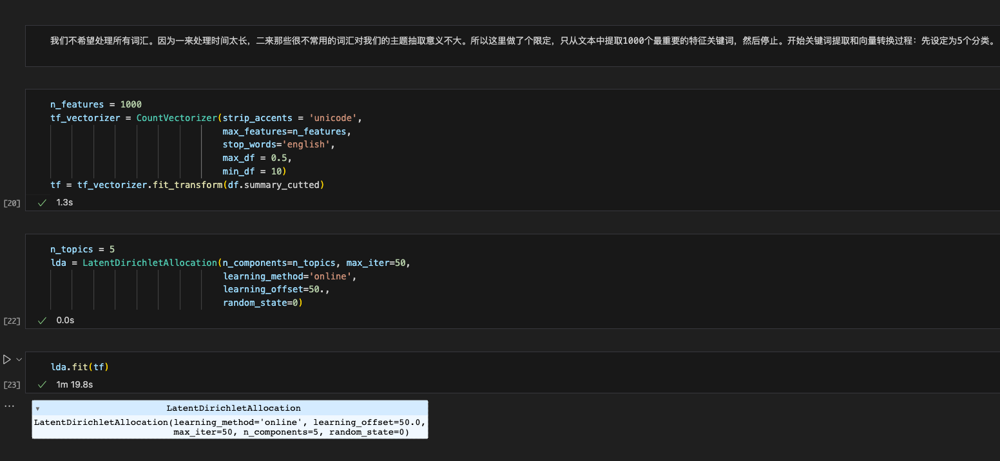 我们不希望处理所有词汇。因为一来处理时间太长，二来那些很不常用的词汇对我们的主题抽取意义不大。所以这里做了个限定，只从文本中提取1000个最重要的特征关键词，然后停止。开始关键词提取和向量转换过程：先设定为5个分类。
n_features = 1000
tf_vectorizer = CountVectorizer(strip_accents = 'unicode',
max_features=n_features,
stop_words='english',
max_df = 0.5,
min_df = 10)
tf = tf_vectorizer.fit_transform(df.summary_cutted)
[20] 1.3s
n_topics = 5
lda = LatentDirichletAllocation(n_components=n_topics, max_iter=50,
learning_method='online',
learning_offset=50.,
random_state=0)
[22] 0.0s
lda.fit(tf)
[23] 1m 19.8s
...
LatentDirichletAllocation
LatentDirichletAllocation(learning_method='online', learning_offset=50.0,
max_iter=50, n_components=5, random_state=0)